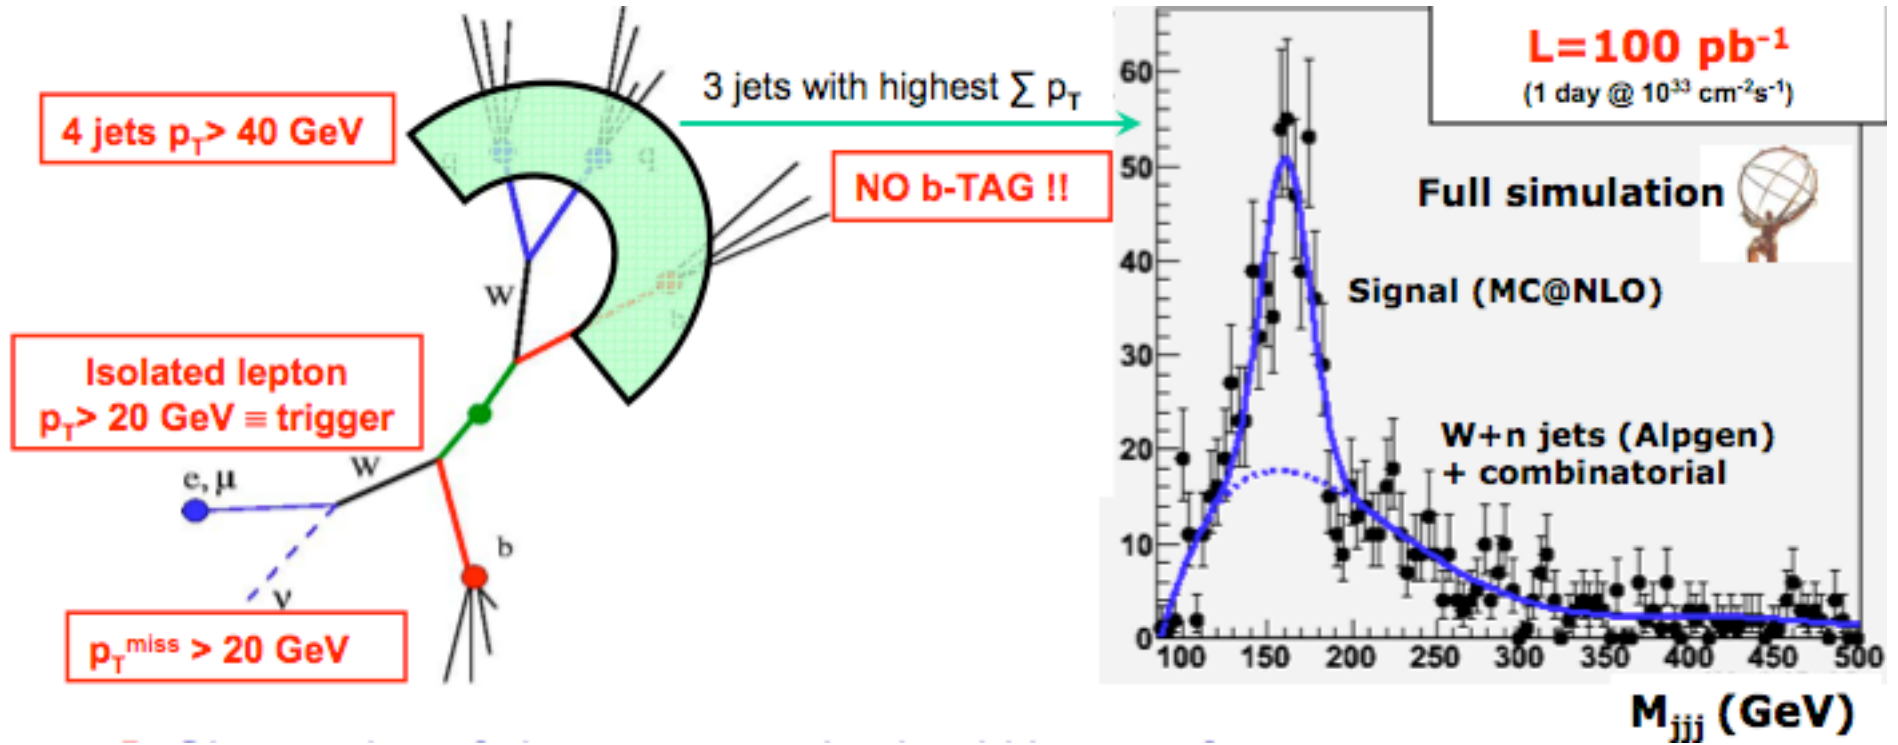 4 jets pT> 40 GeV
3 jets with highest ∑ pT
NO b-TAG !!
L=100 pb-1
(1 day @ 10³³ cm-2s-1)
Full simulation
Signal (MC@NLO)
W+n jets (Alpgen)
+ combinatorial
Isolated lepton
pT> 20 GeV ≡ trigger
pTmiss > 20 GeV
q
q
b
W
W
e, μ
ν
b
60
50
40
30
20
10
0
100 150 200 250 300 350 400 450 500
Mjjj (GeV)